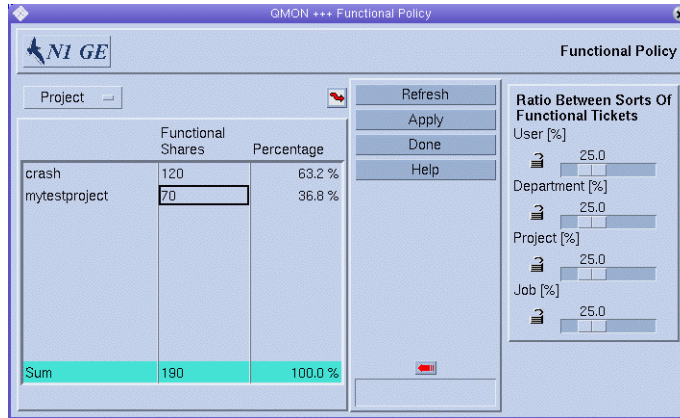 QMON +++ Functional Policy
N1 GE
Functional Policy
Project
Functional Shares
Percentage
crash 120 63.2 %
mytestproject 70 36.8 %
Sum 190 100.0 %
Refresh
Apply
Done
Help
Ratio Between Sorts Of
Functional Tickets
User [%]
25.0
Department [%]
25.0
Project [%]
25.0
Job [%]
25.0